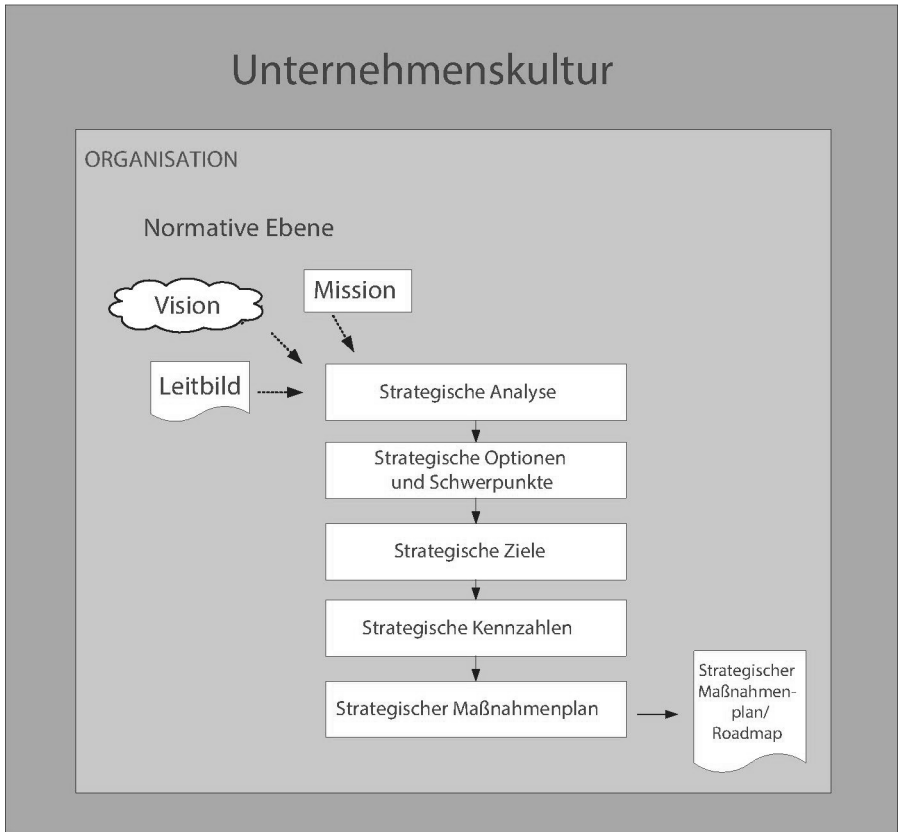 Unternehmenskultur
ORGANISATION
Normative Ebene
Vision
Mission
Leitbild
Strategische Analyse
Strategische Optionen
und Schwerpunkte
Strategische Ziele
Strategische Kennzahlen
Strategischer Maßnahmenplan
Strategischer
Maßnahmen-
plan/
Roadmap